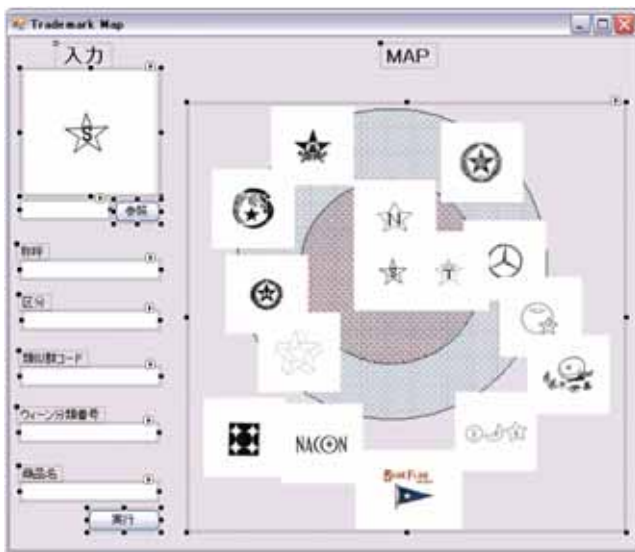 Trademark Map
入力
MAP
S
参照
称呼
区分
類似群コード
ウィーン分類番号
商品名
実行
N
S
T
NACON